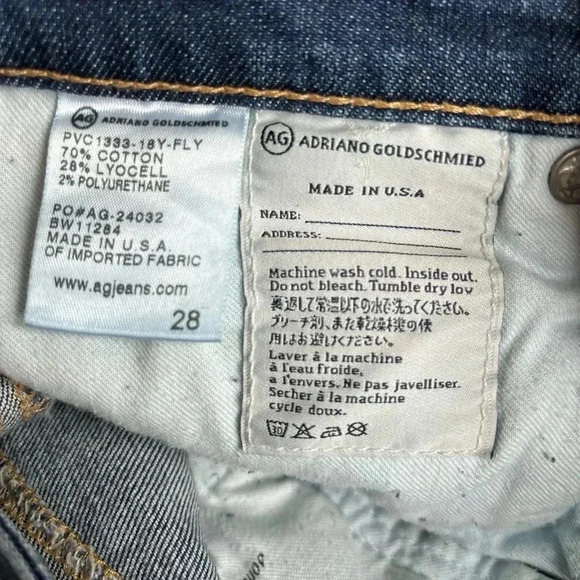 AG ADRIANO GOLDSCHMIED
PVC1333-18Y-FLY
70% COTTON
28% LYOCELL
2% POLYURETHANE
PO#AG-24032
BW11284
MADE IN U.S.A.
OF IMPORTED FABRIC
www.agjeans.com
28
AG ADRIANO GOLDSCHMIED
MADE IN U.S.A
NAME:
ADDRESS:
Machine wash cold. Inside out.
Do not bleach. Tumble dry low
裏返して常温以下の水で洗ってください。
ブリーチ剤、また乾燥機の使
用はお避けください。
Laver à la machine
à l'eau froide,
a l'envers. Ne pas javelliser.
Secher à la machine
cycle doux.
30